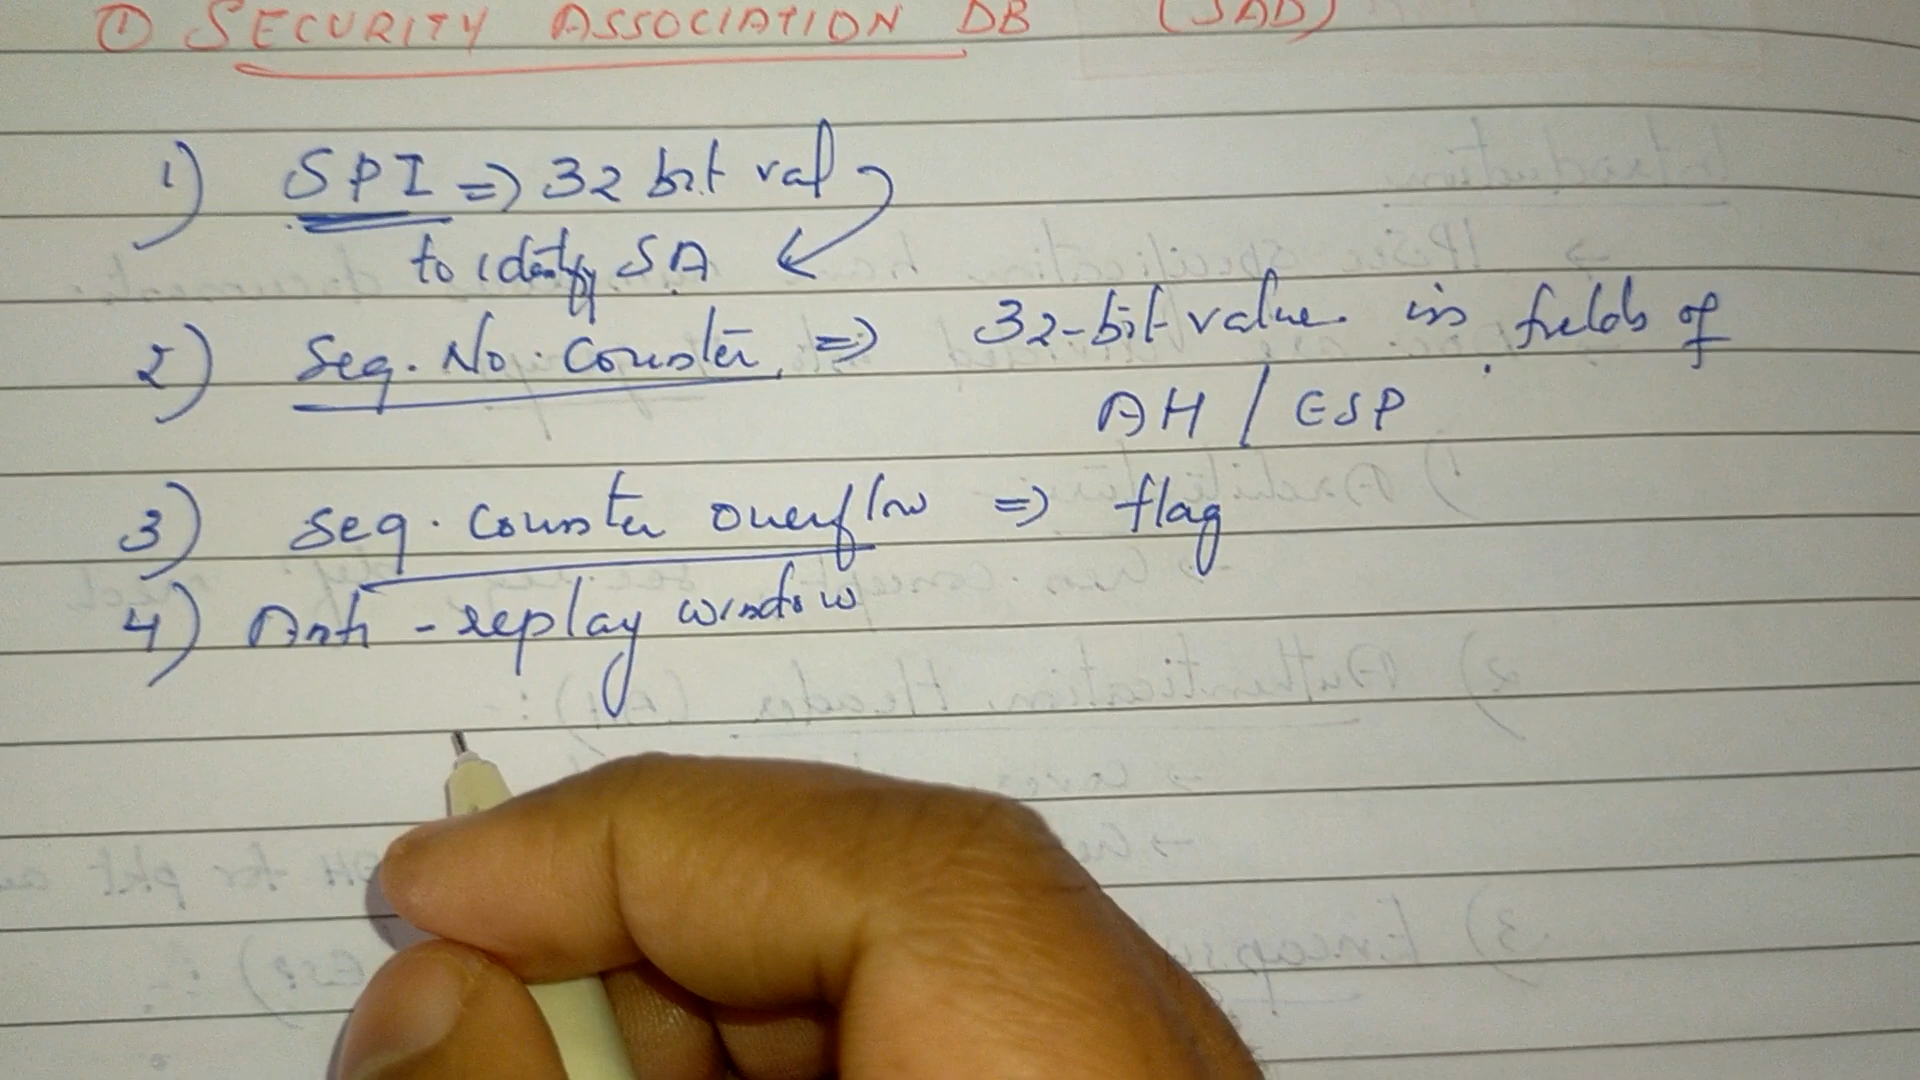 ① SECURITY ASSOCIATION DB (SAD)
1) SPI => 32 bit val
to identify SA
2) Seq. No. Counter => 32-bit value in fields of
AH / ESP
3) Seq. Counter Overflow => flag
4) Anti-replay window